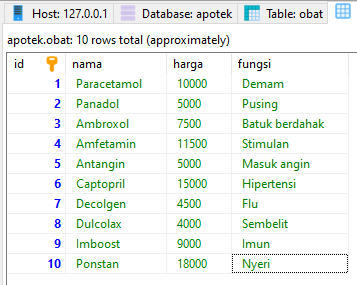 Host: 127.0.0.1 Database: apotek Table: obat
apotek.obat: 10 rows total (approximately)
id nama harga fungsi
1 Paracetamol 10000 Demam
2 Panadol 5000 Pusing
3 Ambroxol 7500 Batuk berdahak
4 Amfetamin 11500 Stimulan
5 Antangin 5000 Masuk angin
6 Captopril 15000 Hipertensi
7 Decolgen 4500 Flu
8 Dulcolax 4000 Sembelit
9 Imboost 9000 Imun
10 Ponstan 18000 Nyeri